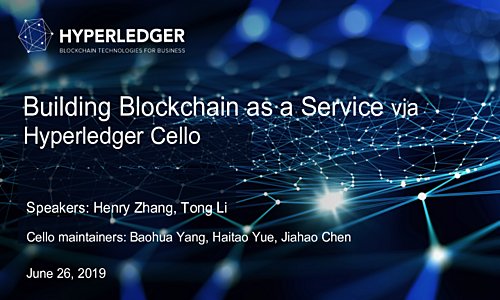 HYPERLEDGER
BLOCKCHAIN TECHNOLOGIES FOR BUSINESS
Building Blockchain as a Service via
Hyperledger Cello
Speakers: Henry Zhang, Tong Li
Cello maintainers: Baohua Yang, Haitao Yue, Jiahao Chen
June 26, 2019